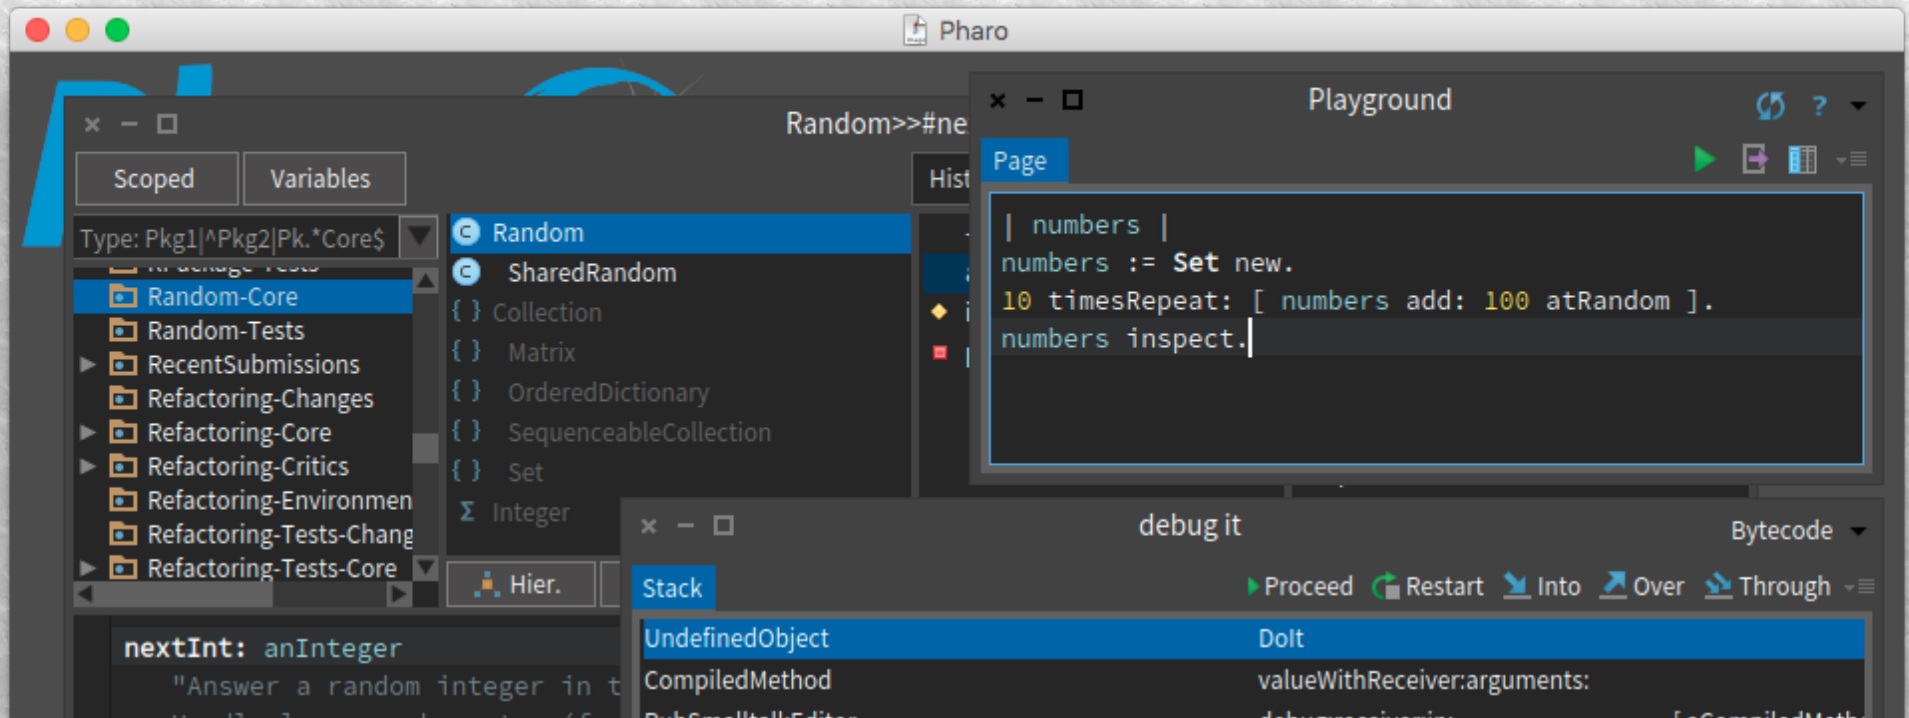 Pharo
Random>>#ne
Scoped
Variables
Hist
Type: Pkg1|^Pkg2|Pk.*Core$
RPackage-Tests
Random-Core
Random-Tests
RecentSubmissions
Refactoring-Changes
Refactoring-Core
Refactoring-Critics
Refactoring-Environmen
Refactoring-Tests-Chang
Refactoring-Tests-Core
Random
SharedRandom
{ } Collection
{ } Matrix
{ } OrderedDictionary
{ } SequenceableCollection
{ } Set
Σ Integer
Hier.
nextInt: anInteger
"Answer a random integer in t
Playground
?
Page
| numbers |
numbers := Set new.
10 timesRepeat: [ numbers add: 100 atRandom ].
numbers inspect.
debug it
Bytecode
Stack
Proceed Restart Into Over Through
UndefinedObject DoIt
CompiledMethod valueWithReceiver:arguments: